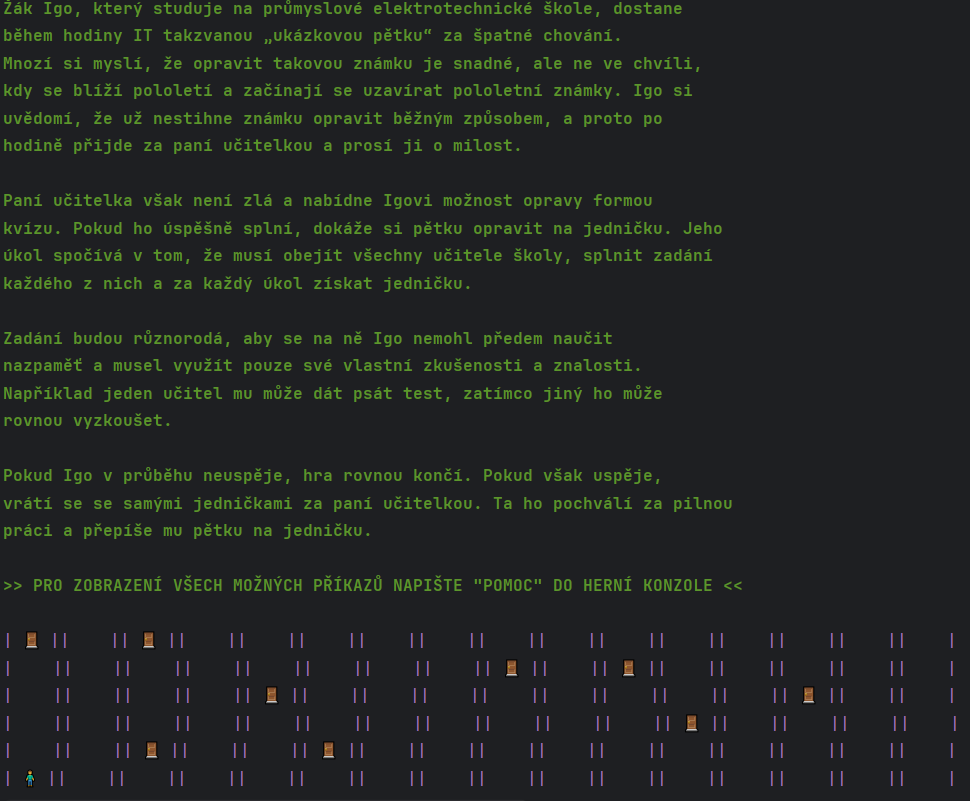 Žák Igo, který studuje na průmyslové elektrotechnické škole, dostane
během hodiny IT takzvanou „ukázkovou pětku“ za špatné chování.
Mnozí si myslí, že opravit takovou známku je snadné, ale ne ve chvíli,
kdy se blíží pololetí a začínají se uzavírat pololetní známky. Igo si
uvědomí, že už nestihne známku opravit běžným způsobem, a proto po
hodině přijde za paní učitelkou a prosí ji o milost.
Paní učitelka však není zlá a nabídne Igovi možnost opravy formou
kvízu. Pokud ho úspěšně splní, dokáže si pětku opravit na jedničku. Jeho
úkol spočívá v tom, že musí obejít všechny učitele školy, splnit zadání
každého z nich a za každý úkol získat jedničku.
Zadání budou různorodá, aby se na ně Igo nemohl předem naučit
nazpaměť a musel využít pouze své vlastní zkušenosti a znalosti.
Například jeden učitel mu může dát psát test, zatímco jiný ho může
rovnou vyzkoušet.
Pokud Igo v průběhu neuspěje, hra rovnou končí. Pokud však uspěje,
vrátí se se samými jedničkami za paní učitelkou. Ta ho pochválí za pilnou
práci a přepíše mu pětku na jedničku.
>> PRO ZOBRAZENÍ VŠECH MOŽNÝCH PŘÍKAZŮ NAPIŠTE "POMOC" DO HERNÍ KONZOLE <<